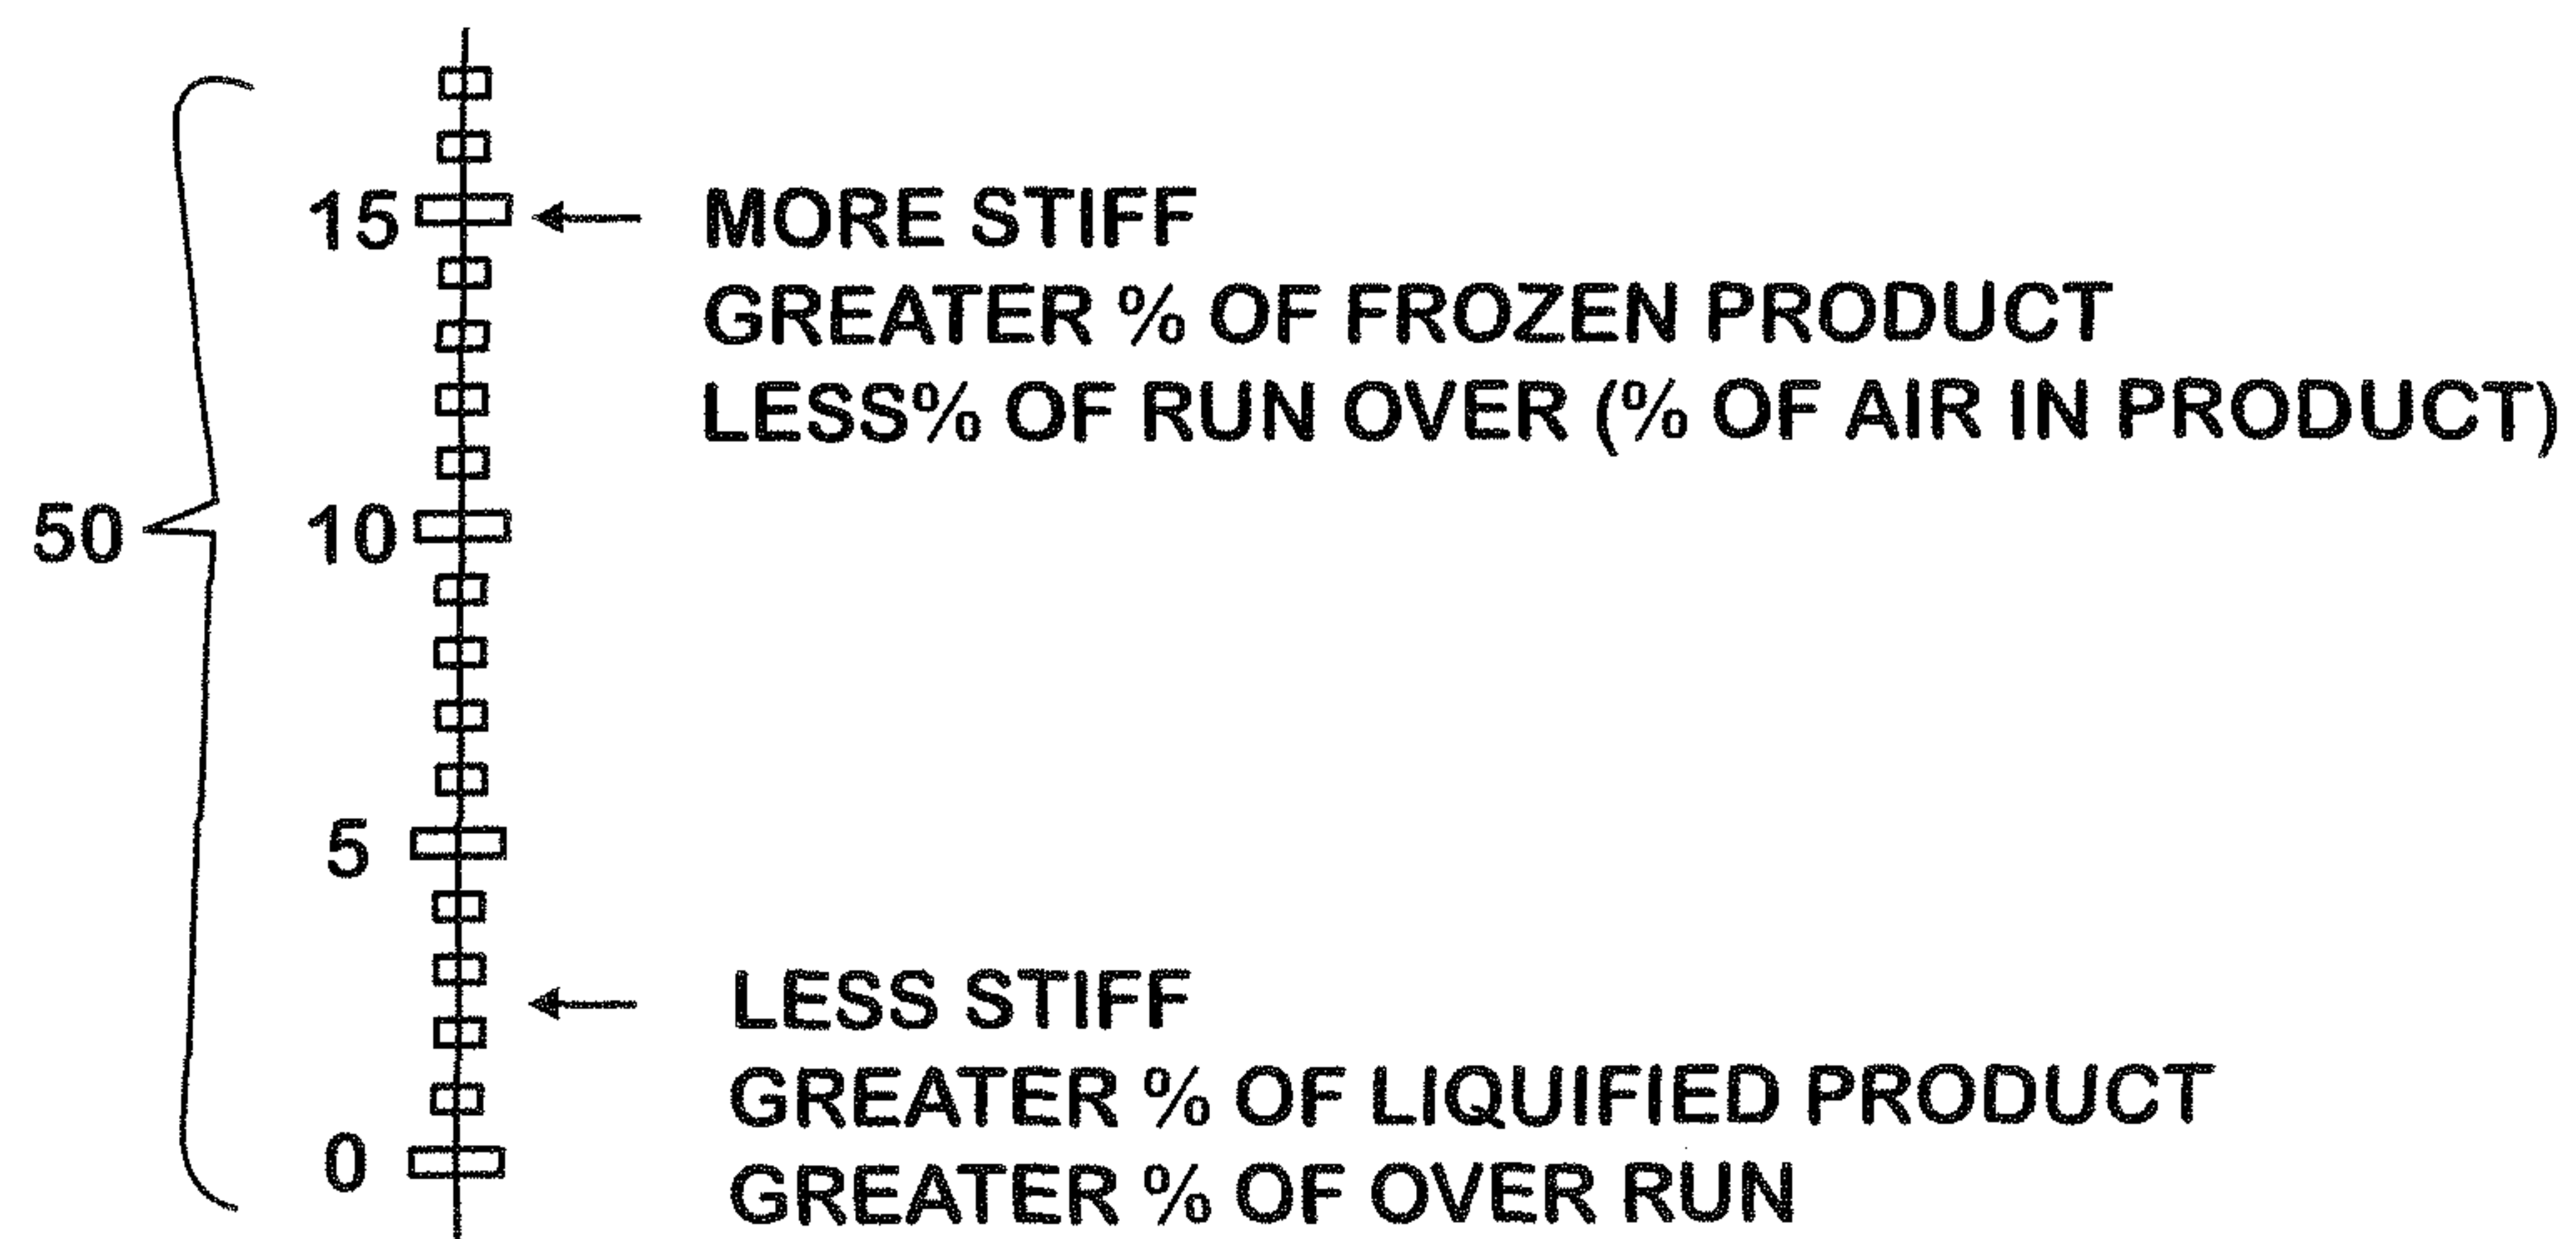 15 MORE STIFF
GREATER % OF FROZEN PRODUCT
LESS% OF RUN OVER (% OF AIR IN PRODUCT)
50
10
5
LESS STIFF
GREATER % OF LIQUIFIED PRODUCT
0
GREATER % OF OVER RUN